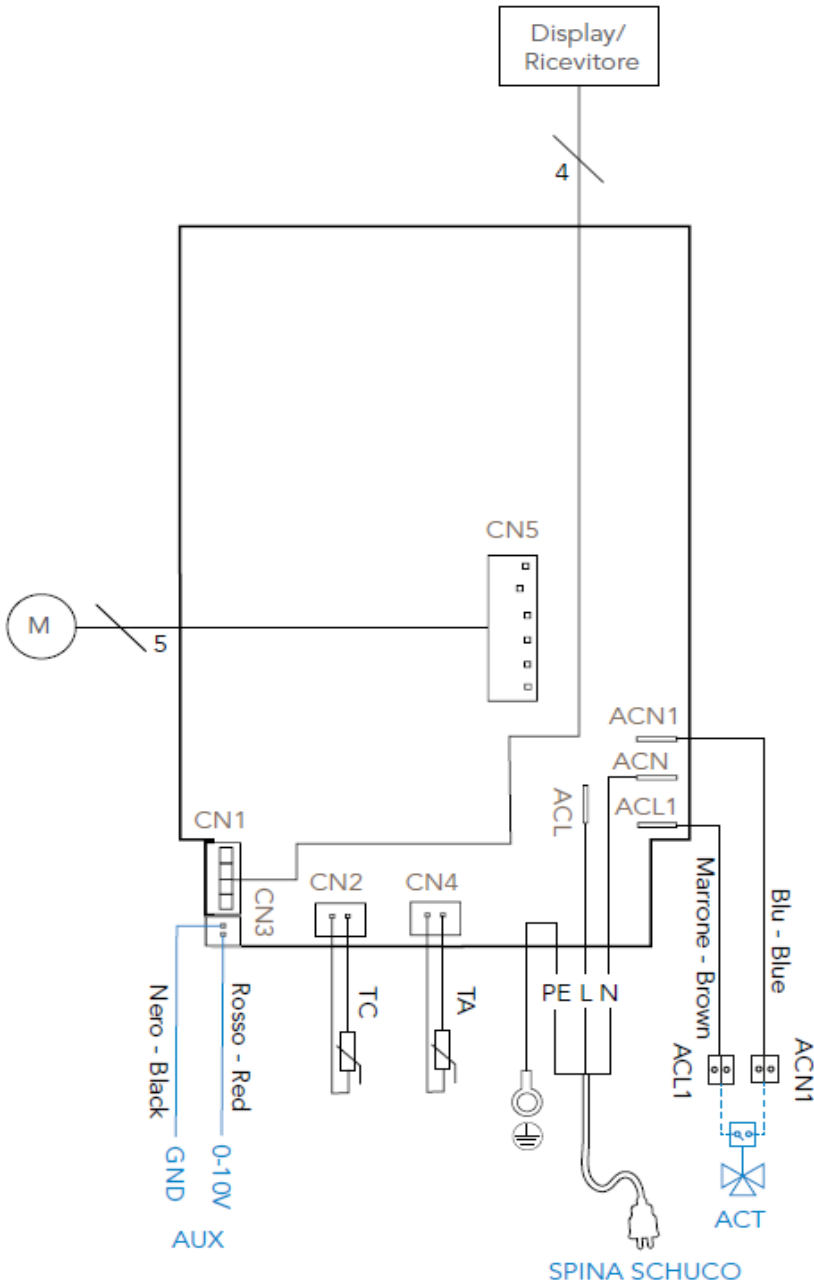 Display/
Ricevitore
4
CN5
M
5
ACN1
ACN
ACL
ACL1
CN1
CN3
CN2
CN4
Marrone - Brown
Blu - Blue
PE L N
TC
TA
Nero - Black
Rosso - Red
ACL1
ACN1
GND
0-10V
AUX
ACT
SPINA SCHUCO